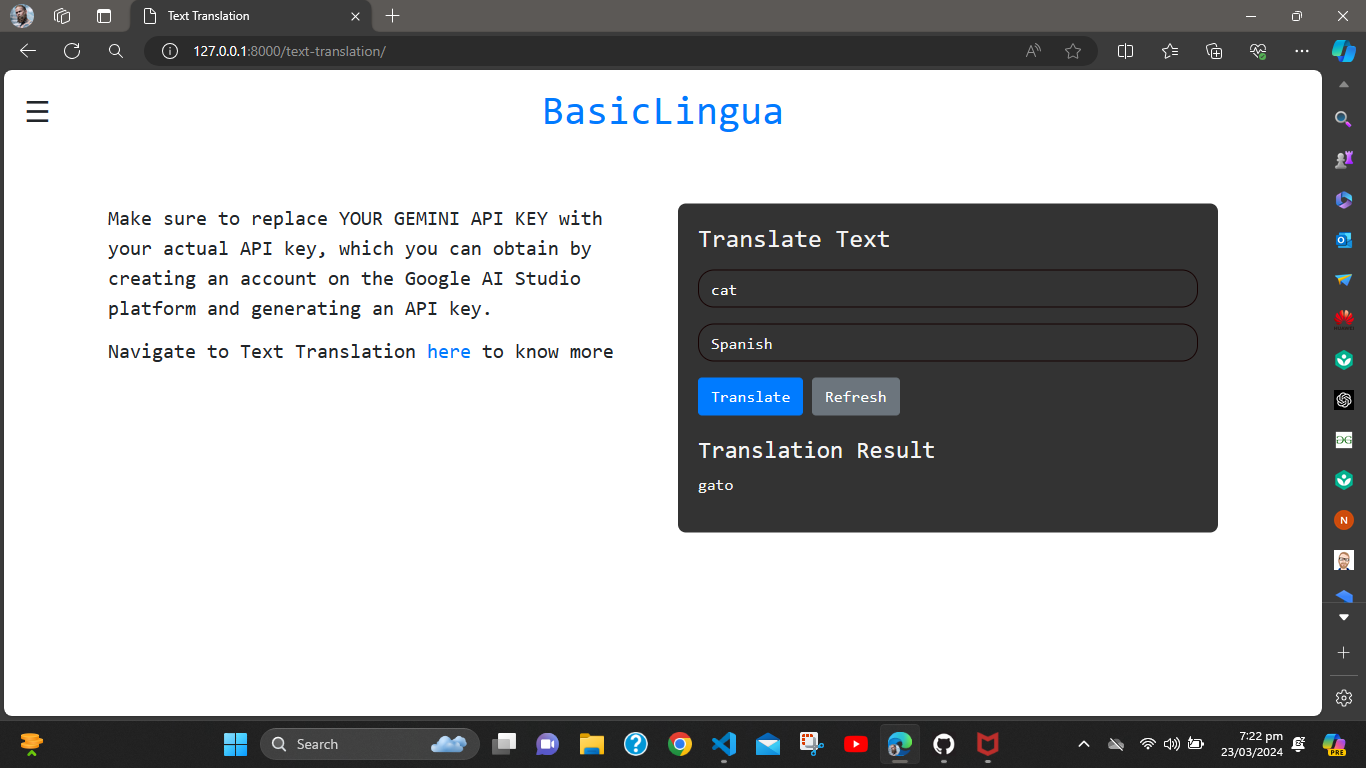 Text Translation
127.0.0.1:8000/text-translation/
BasicLingua
Make sure to replace YOUR GEMINI API KEY with
your actual API key, which you can obtain by
creating an account on the Google AI Studio
platform and generating an API key.
Navigate to Text Translation here to know more
Translate Text
cat
Spanish
Translate
Refresh
Translation Result
gato
N
Search
7:22 pm
23/03/2024
PRE